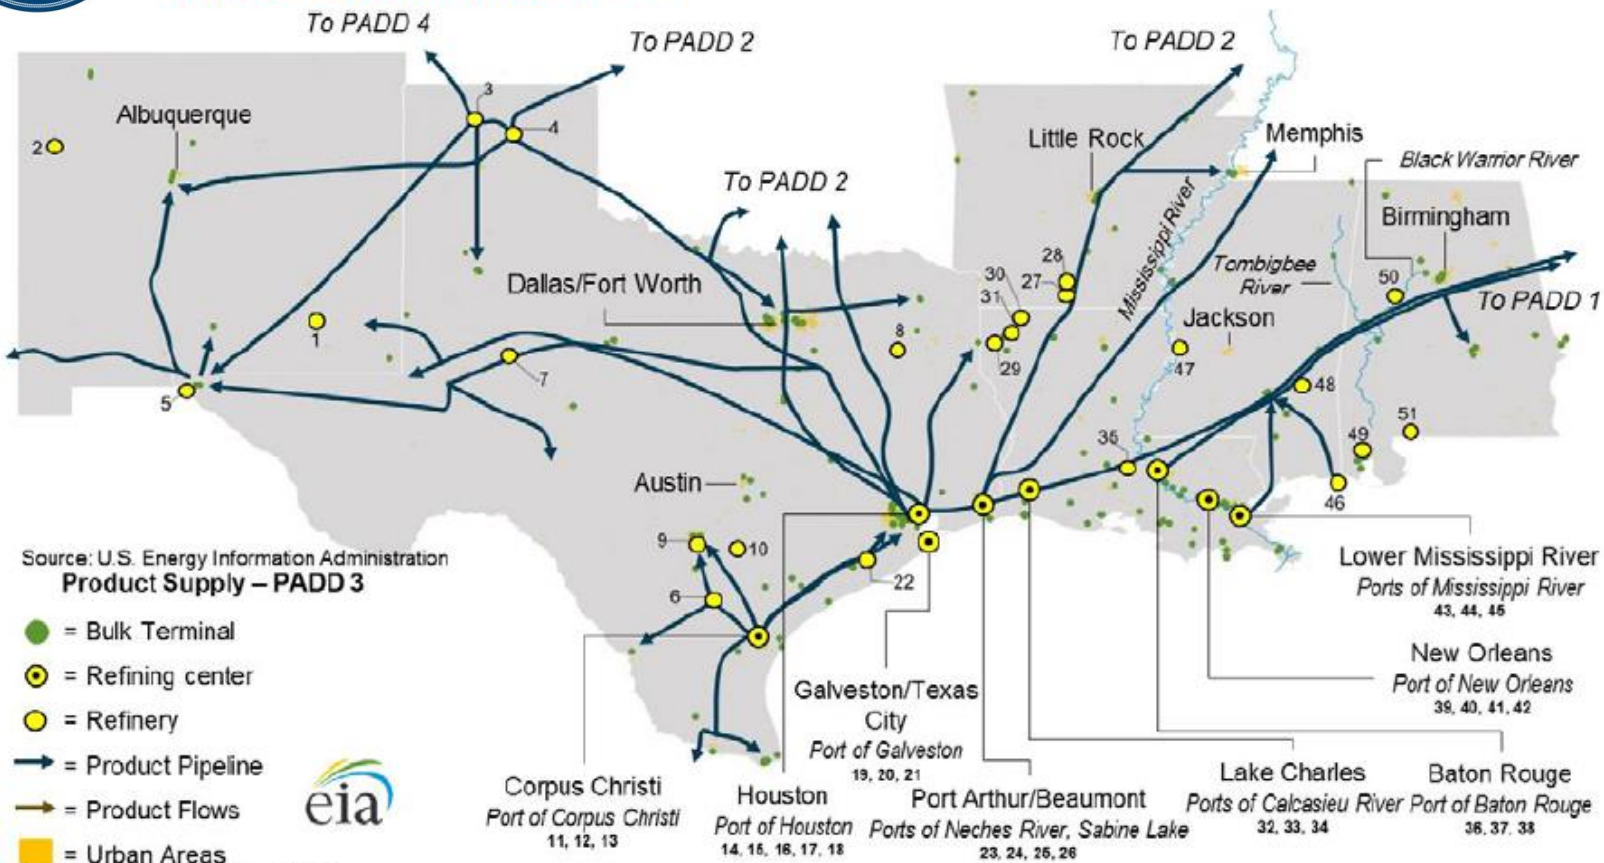 To PADD 4
To PADD 2
To PADD 2
3
4
Albuquerque
2
Little Rock
Memphis
Black Warrior River
To PADD 2
Mississippi River
Birmingham
Tombigbee
River
50
To PADD 1
28
27
30
31
29
Dallas/Fort Worth
Jackson
1
8
47
7
5
48
51
35
49
Austin
46
9
10
22
6
Source: U.S. Energy Information Administration
Product Supply – PADD 3
= Bulk Terminal
= Refining center
= Refinery
= Product Pipeline
= Product Flows
= Urban Areas
eia
Lower Mississippi River
Ports of Mississippi River
43, 44, 45
New Orleans
Port of New Orleans
39, 40, 41, 42
Galveston/Texas
City
Port of Galveston
19, 20, 21
Corpus Christi
Port of Corpus Christi
11, 12, 13
Houston
Port of Houston
14, 15, 16, 17, 18
Port Arthur/Beaumont
Ports of Neches River, Sabine Lake
23, 24, 25, 26
Lake Charles
Ports of Calcasieu River
32, 33, 34
Baton Rouge
Port of Baton Rouge
36, 37, 38